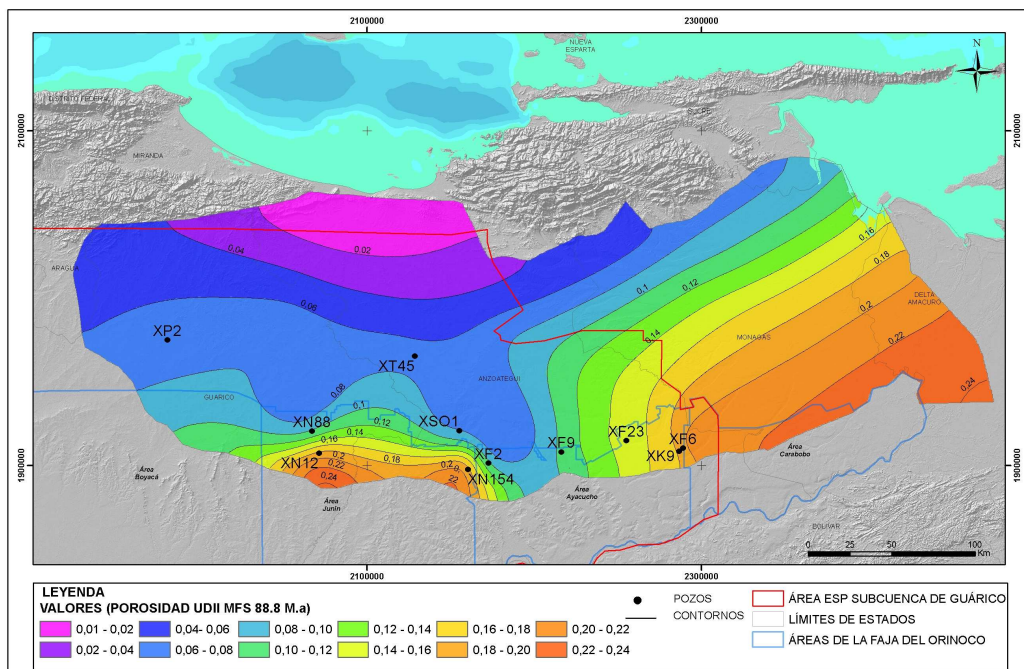 2100000 2300000
NUEVA
ESPARTA
N
DISTRITO FEDERAL
SUCRE
2100000 2100000
MIRANDA
0,04 0,02
0,16
0,18
ARAGUA
0,06
0,1 0,12
0,2
DELTA
AMACURO
XP2
0,14
MONAGAS
0,22
XT45
ANZOATEGUI
0,08
0,24
GUARICO
0,1
0,12
XN88
XSO1
0,14
0,16
XF9
XF23
XF6
XK9
XF2
XN12
0,2
0,18
0,22
XN154
0,24
22
Área
Boyacá
Área
Junín
Área
Ayacucho
Área
Carabobo
1900000 1900000
BOLIVAR
0 25 50 100
Km
2100000 2300000
LEYENDA
VALORES (POROSIDAD UDII MFS 88.8 M.a)
0,01 - 0,02 0,04- 0,06 0,08 - 0,10 0,12 - 0,14 0,16 - 0,18 0,20 - 0,22
0,02 - 0,04 0,06 - 0,08 0,10 - 0,12 0,14 - 0,16 0,18 - 0,20 0,22 - 0,24
POZOS
CONTORNOS
ÁREA ESP SUBCUENCA DE GUÁRICO
LÍMITES DE ESTADOS
ÁREAS DE LA FAJA DEL ORINOCO